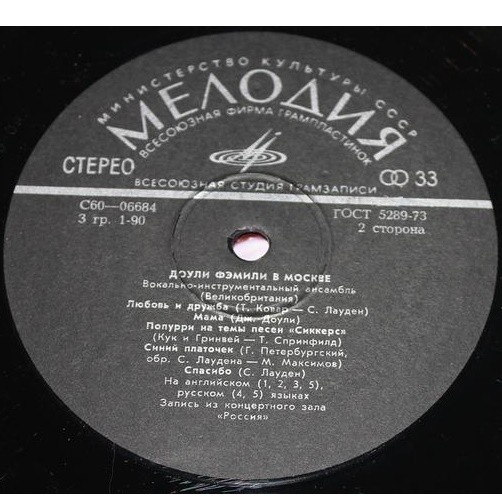 МИНИСТЕРСТВО КУЛЬТУРЫ СССР
МЕЛОДИЯ
ВСЕСОЮЗНАЯ ФИРМА ГРАМПЛАСТИНОК
СТЕРЕО
33
ВСЕСОЮЗНАЯ СТУДИЯ ГРАМЗАПИСИ
С60—06684
ГОСТ 5289-73
3 гр. 1-90
2 сторона
ДОУЛИ ФЭМИЛИ В МОСКВЕ
Вокально-инструментальный ансамбль
(Великобритания)
Любовь и дружба (Т. Ковар — С. Лауден)
Мама (Дж. Доули)
Попурри на темы песен «Сиккерс»
(Кук и Гринвей — Т. Спринфилд)
Синий платочек (Г. Петербургский,
обр. С. Лаудена — М. Максимов)
Спасибо (С. Лауден)
На английском (1, 2, 3, 5),
русском (4, 5) языках
Запись из концертного зала
«Россия»